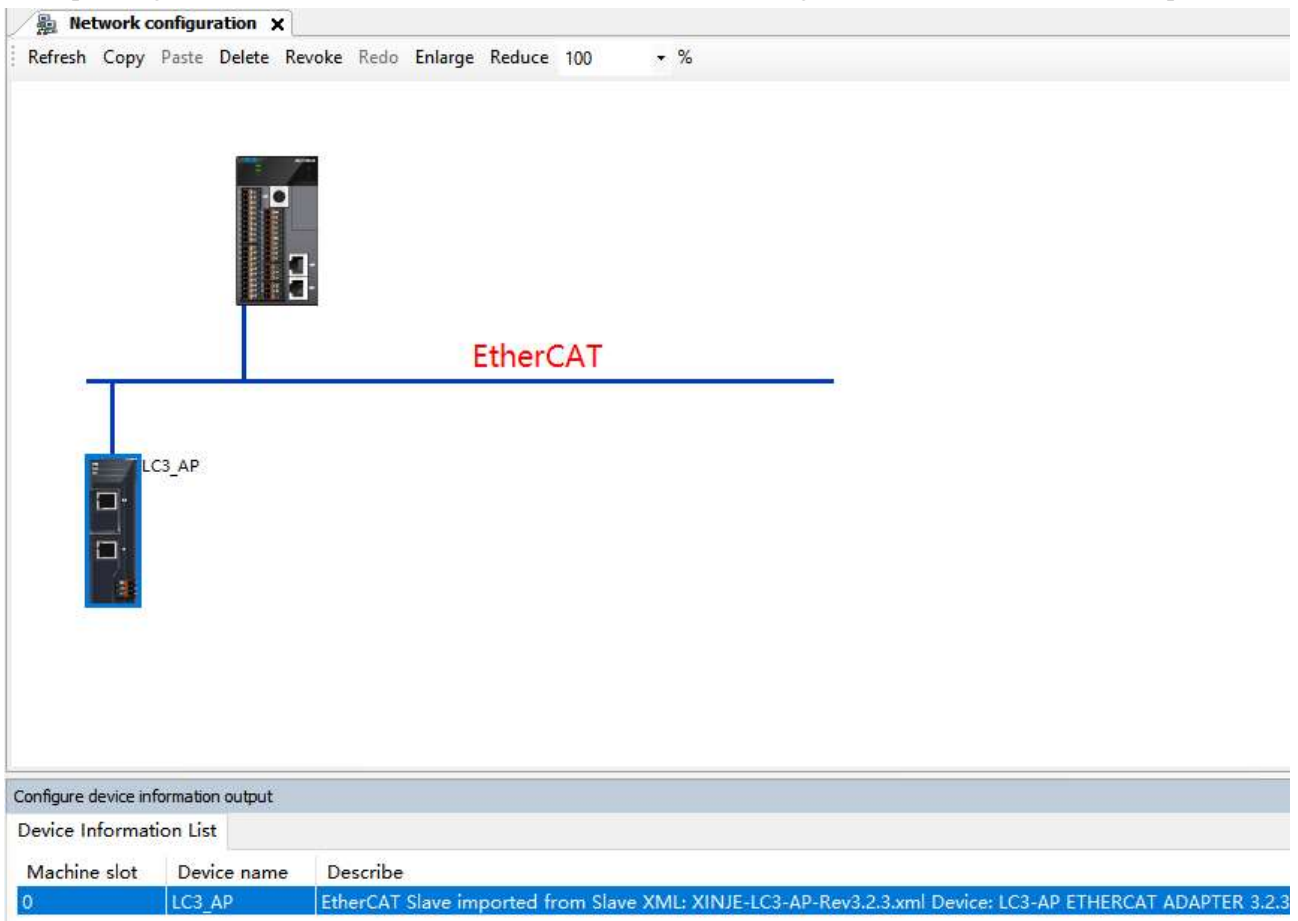 Network configuration
Refresh Copy Paste Delete Revoke Redo Enlarge Reduce 100 %
EtherCAT
LC3_AP
Configure device information output
Device Information List
Machine slot Device name Describe
0 LC3_AP EtherCAT Slave imported from Slave XML: XINJE-LC3-AP-Rev3.2.3.xml Device: LC3-AP ETHERCAT ADAPTER 3.2.3